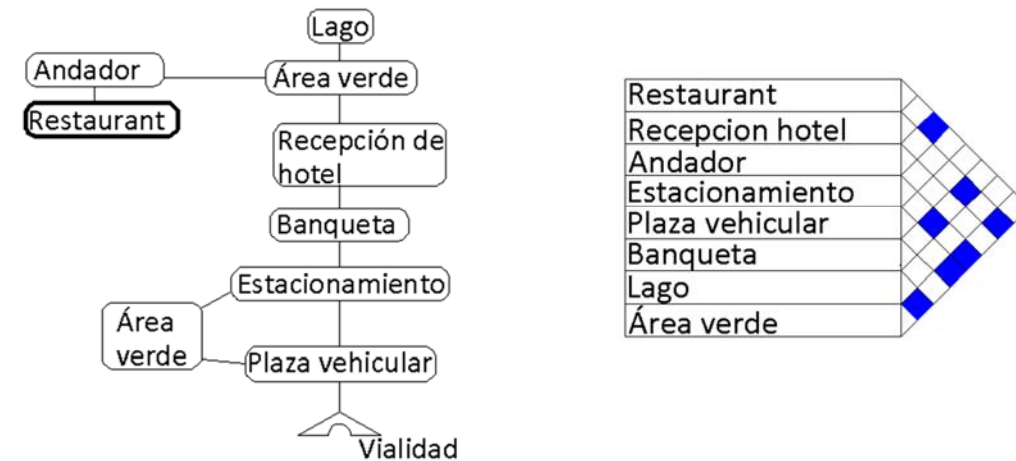 Lago
Andador
Área verde
Restaurant
Recepción de
hotel
Banqueta
Estacionamiento
Área
verde
Plaza vehicular
Vialidad
Restaurant
Recepcion hotel
Andador
Estacionamiento
Plaza vehicular
Banqueta
Lago
Área verde